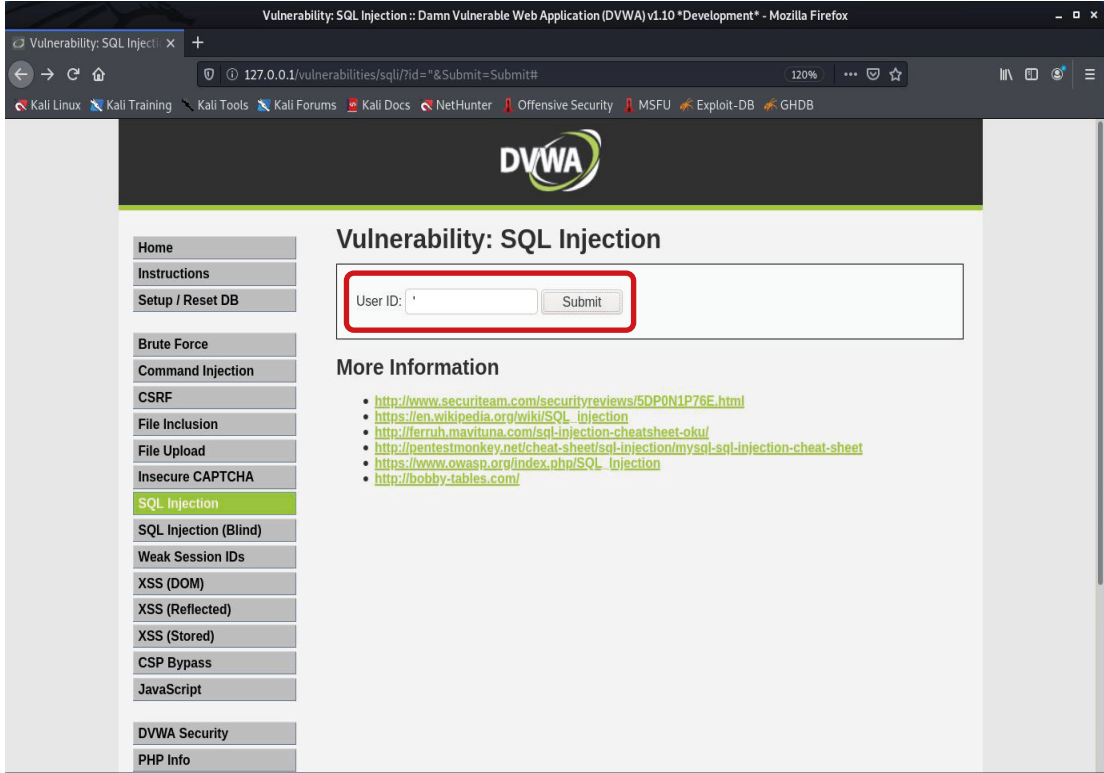 Vulnerability: SQL Injection :: Damn Vulnerable Web Application (DVWA) v1.10 *Development* - Mozilla Firefox
Vulnerability: SQL Injecti
127.0.0.1/vulnerabilities/sqli/?id="&Submit=Submit#
120%
Kali Linux Kali Training Kali Tools Kali Forums Kali Docs NetHunter Offensive Security MSFU Exploit-DB GHDB
DVWA
Home
Instructions
Setup / Reset DB
Brute Force
Command Injection
CSRF
File Inclusion
File Upload
Insecure CAPTCHA
SQL Injection
SQL Injection (Blind)
Weak Session IDs
XSS (DOM)
XSS (Reflected)
XSS (Stored)
CSP Bypass
JavaScript
DVWA Security
PHP Info
Vulnerability: SQL Injection
User ID: ' Submit
More Information
http://www.securiteam.com/securityreviews/5DP0N1P76E.html
https://en.wikipedia.org/wiki/SQL_injection
http://ferruh.mavituna.com/sql-injection-cheatsheet-oku/
http://pentestmonkey.net/cheat-sheet/sql-injection/mysql-sql-injection-cheat-sheet
https://www.owasp.org/index.php/SQL_Injection
http://bobby-tables.com/